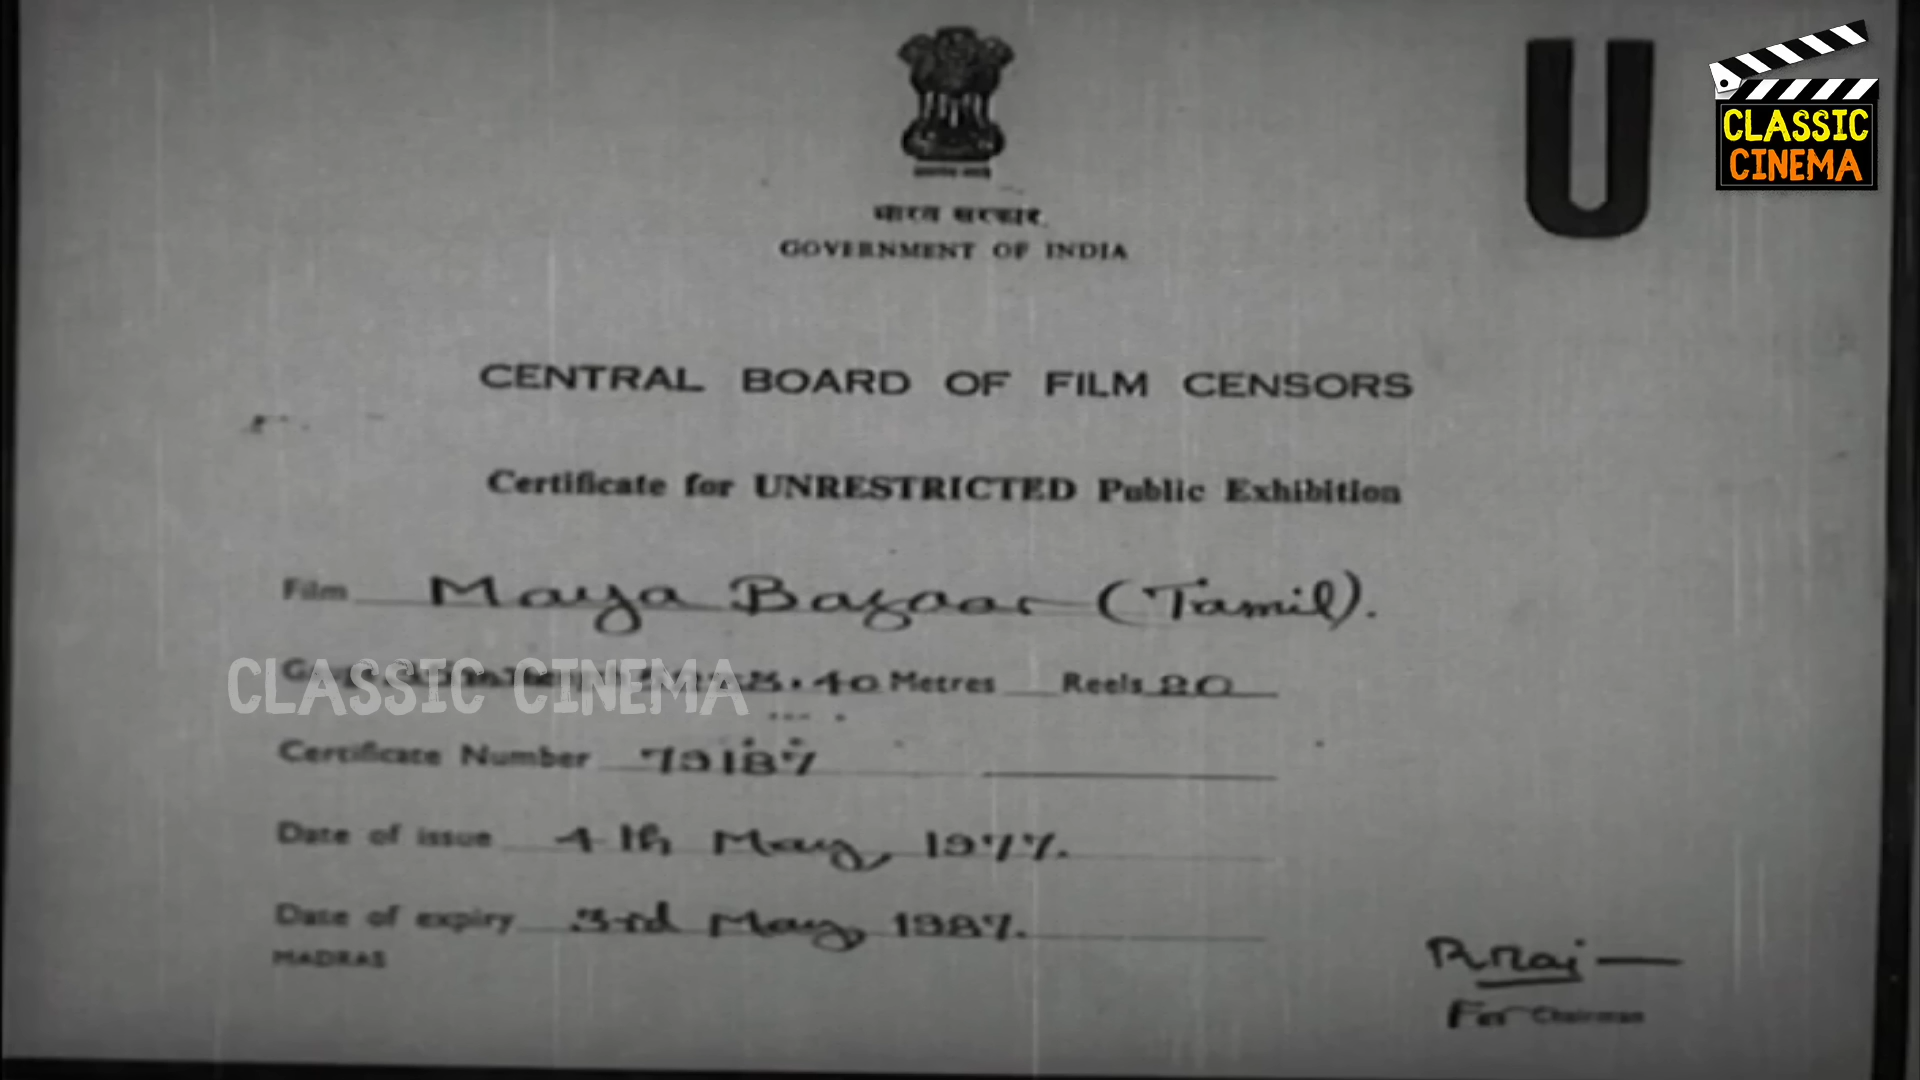 U
CLASSIC
CINEMA
भारत सरकार
GOVERNMENT OF INDIA
CENTRAL BOARD OF FILM CENSORS
Certificate for UNRESTRICTED Public Exhibition
Film Maya Bazaar (Tamil).
CLASSIC CINEMA
.40 Metres Reels 20
Certificate Number 79187
Date of issue 4th May, 1977.
Date of expiry 3rd May, 1987.
MADRAS
For Chairman